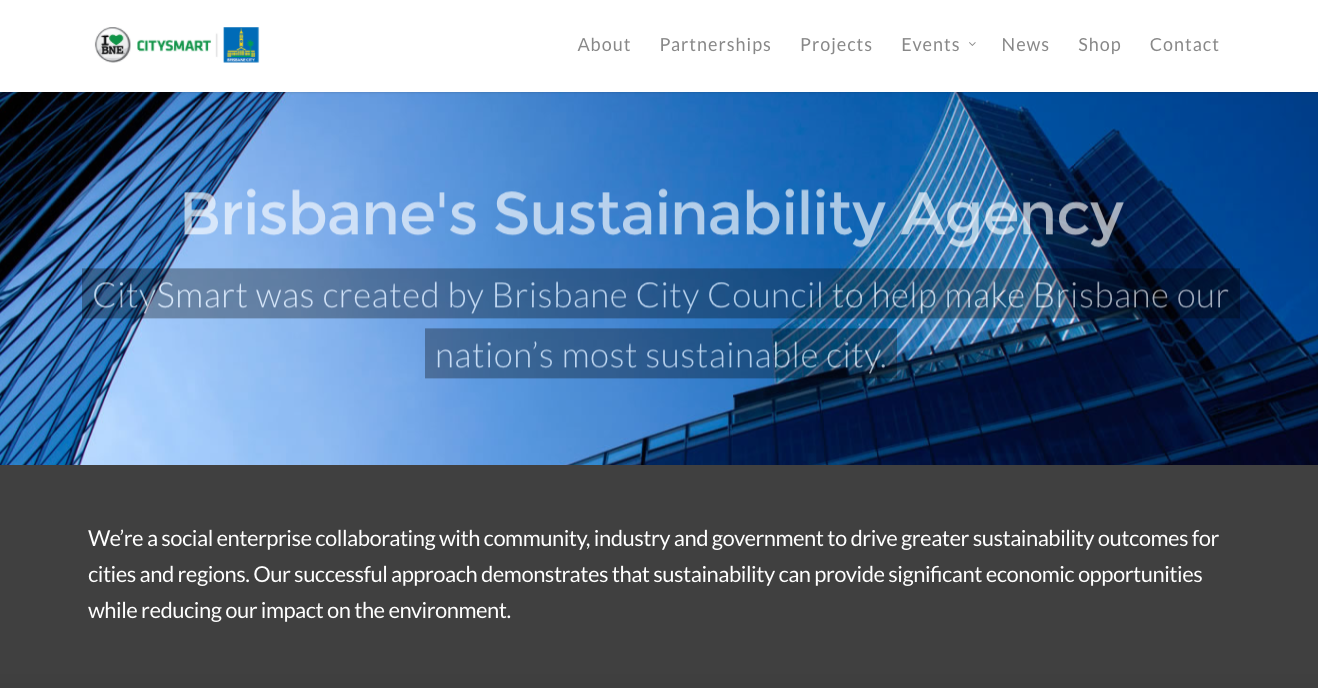 I
BNE
CITYSMART
BRISBANE CITY
About Partnerships Projects Events News Shop Contact
Brisbane's Sustainability Agency
CitySmart was created by Brisbane City Council to help make Brisbane our
nation’s most sustainable city.
We’re a social enterprise collaborating with community, industry and government to drive greater sustainability outcomes for
cities and regions. Our successful approach demonstrates that sustainability can provide significant economic opportunities
while reducing our impact on the environment.